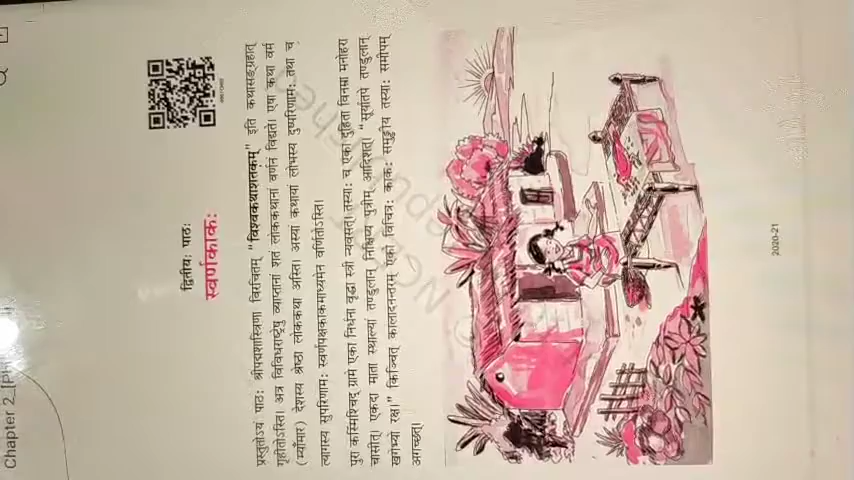 Chapter 2_[P
द्वितीयः पाठः
स्वर्णकाकः
प्रस्तुतोऽयं पाठः श्रीपद्मशास्त्रिणा विरचितम् "विश्वकथाशतकम्" इति कथासङ्ग्रहात्
गृहीतोऽस्ति। अत्र विविधराष्ट्रेषु व्याप्तानां शतं लोककथानां वर्णनं विद्यते। एषा कथा वर्म
(म्याँमार) देशस्य श्रेष्ठा लोककथा अस्ति। अस्यां कथायां लोभस्य दुष्परिणामः तथा च
त्यागस्य सुपरिणामः स्वर्णपक्षकाकमाध्यमेन वर्णितोऽस्ति।
पुरा कस्मिंश्चिद् ग्रामे एका निर्धना वृद्धा स्त्री न्यवसत्। तस्याः च एका दुहिता विनम्रा मनोहरा
चासीत्। एकदा माता स्थाल्यां तण्डुलान् निक्षिप्य पुत्रीम् आदिशत्। "सूर्यातपे तण्डुलान्
खगेभ्यो रक्ष।" किञ्चित् कालादनन्तरम् एको विचित्रः काकः समुड्डीय तस्याः समीपम्
अगच्छत्।
2020-21